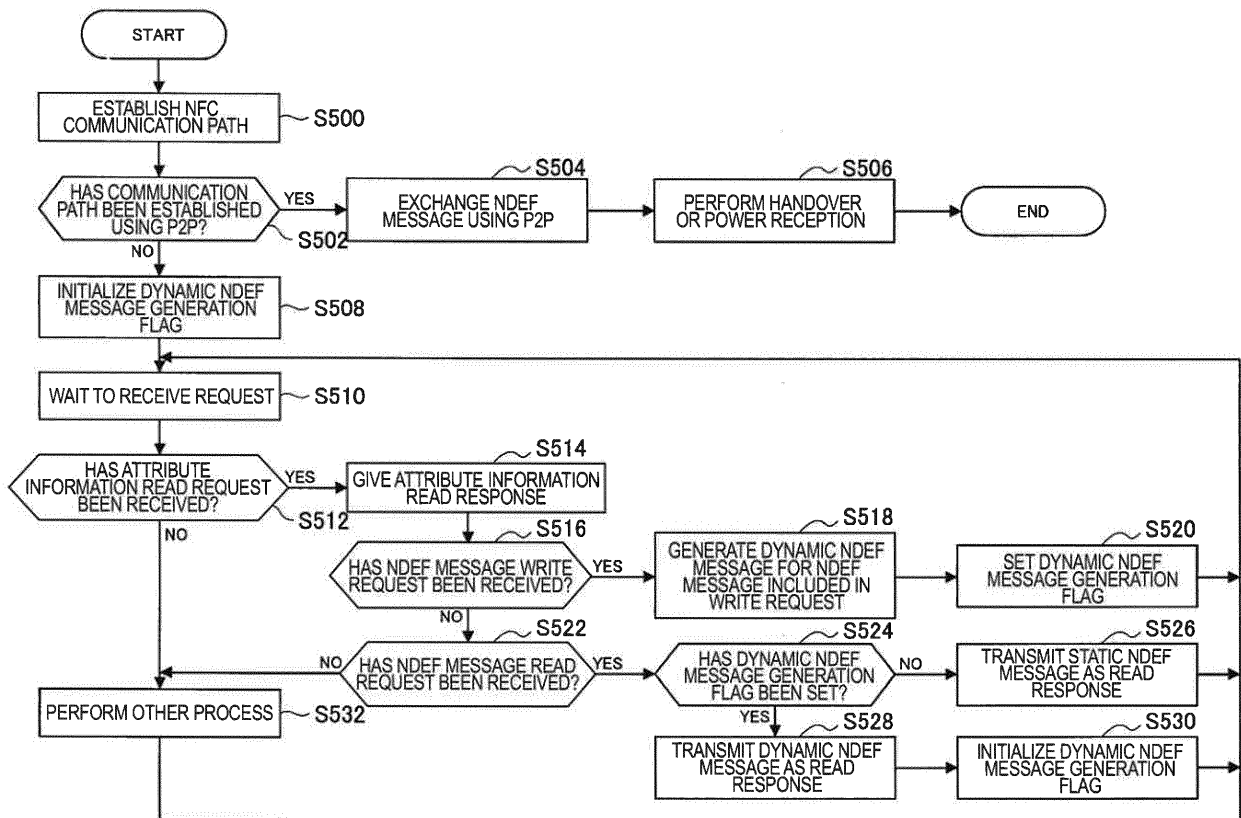 START
ESTABLISH NFC
COMMUNICATION PATH
S500
HAS COMMUNICATION
PATH BEEN ESTABLISHED
USING P2P?
S502
YES
NO
S504
EXCHANGE NDEF
MESSAGE USING P2P
S506
PERFORM HANDOVER
OR POWER RECEPTION
END
INITIALIZE DYNAMIC NDEF
MESSAGE GENERATION
FLAG
S508
WAIT TO RECEIVE REQUEST
S510
HAS ATTRIBUTE
INFORMATION READ REQUEST
BEEN RECEIVED?
S512
YES
NO
S514
GIVE ATTRIBUTE INFORMATION
READ RESPONSE
S516
HAS NDEF MESSAGE WRITE
REQUEST BEEN RECEIVED?
YES
NO
S518
GENERATE DYNAMIC NDEF
MESSAGE FOR NDEF
MESSAGE INCLUDED IN
WRITE REQUEST
S520
SET DYNAMIC NDEF
MESSAGE GENERATION
FLAG
S522
HAS NDEF MESSAGE READ
REQUEST BEEN RECEIVED?
NO
YES
S524
HAS DYNAMIC NDEF
MESSAGE GENERATION
FLAG BEEN SET?
NO
YES
S526
TRANSMIT STATIC NDEF
MESSAGE AS READ
RESPONSE
S528
TRANSMIT DYNAMIC NDEF
MESSAGE AS READ
RESPONSE
S530
INITIALIZE DYNAMIC NDEF
MESSAGE GENERATION
FLAG
PERFORM OTHER PROCESS
S532